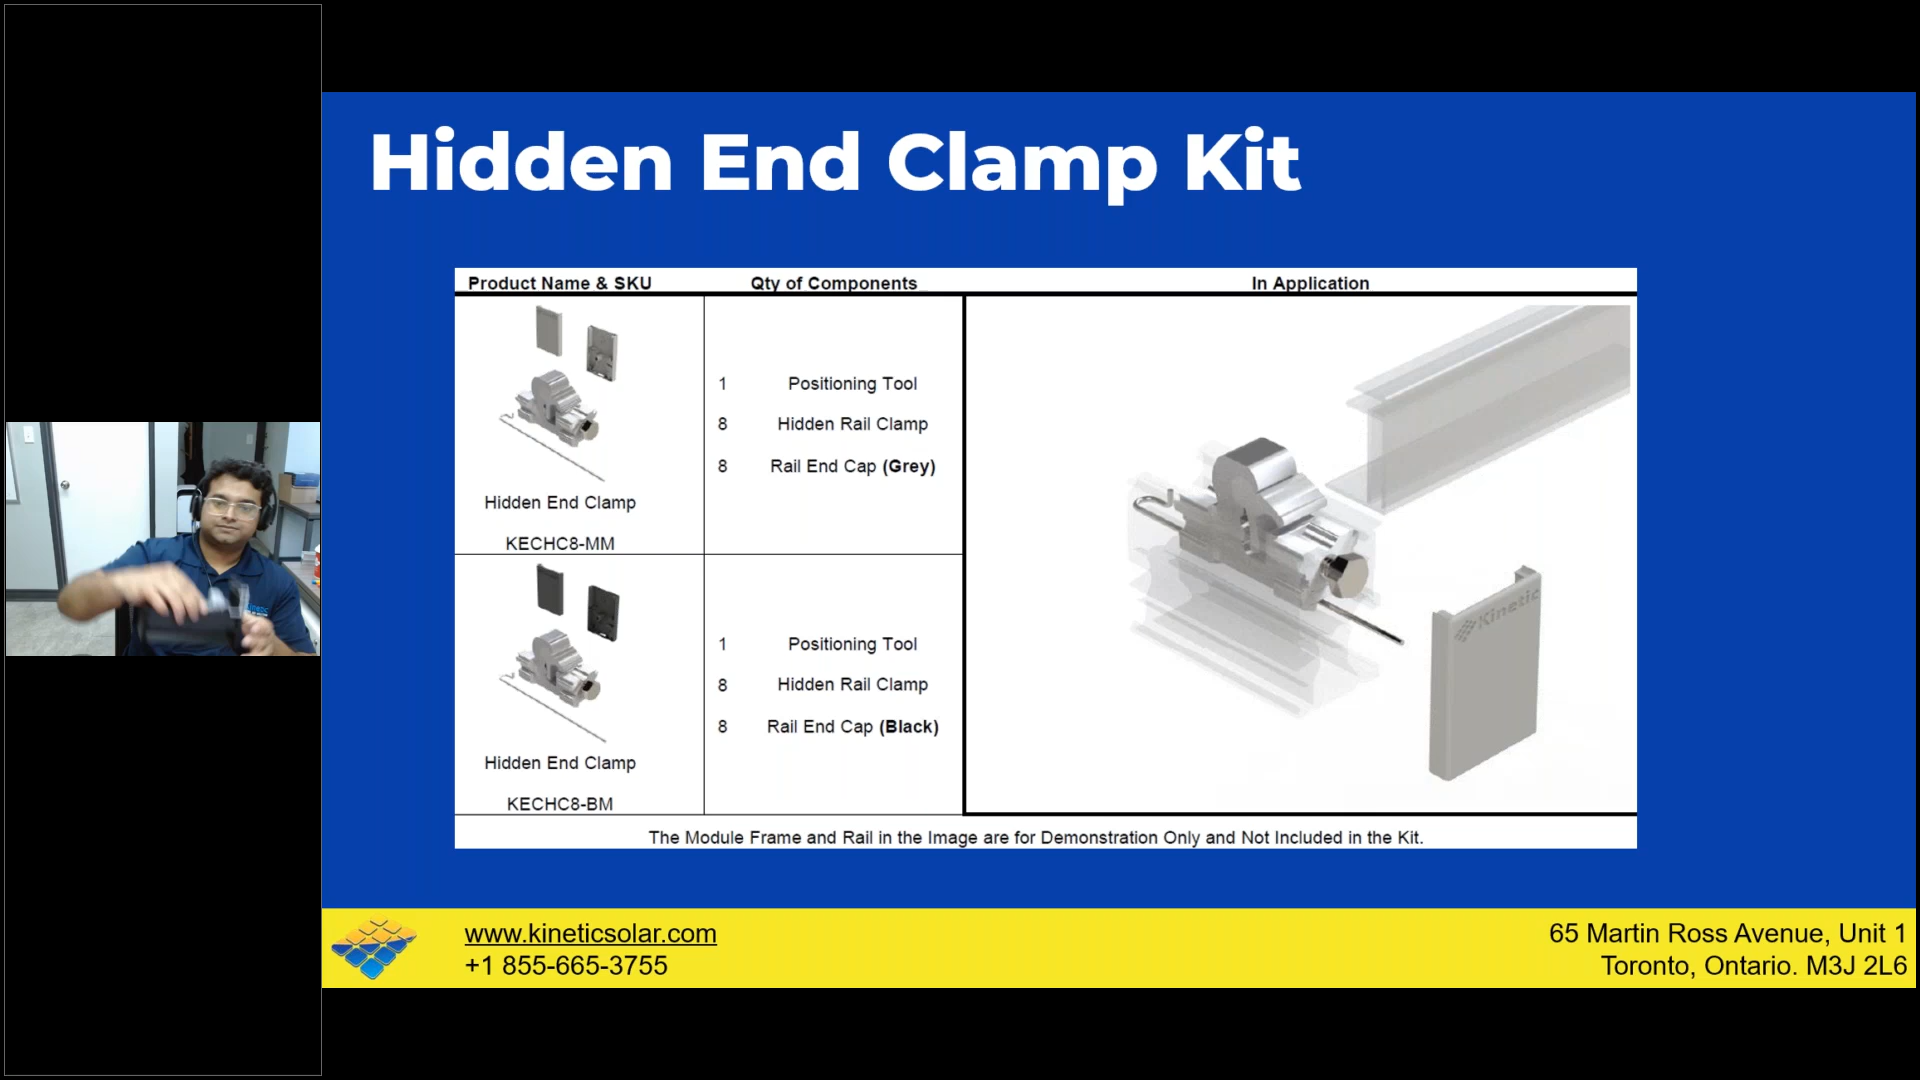 Hidden End Clamp Kit
Product Name & SKU
Qty of Components
In Application
1 Positioning Tool
8 Hidden Rail Clamp
8 Rail End Cap (Grey)
Hidden End Clamp
KECHC8-MM
1 Positioning Tool
8 Hidden Rail Clamp
8 Rail End Cap (Black)
Hidden End Clamp
KECHC8-BM
Kinetic
The Module Frame and Rail in the Image are for Demonstration Only and Not Included in the Kit.
www.kineticsolar.com
+1 855-665-3755
65 Martin Ross Avenue, Unit 1
Toronto, Ontario. M3J 2L6